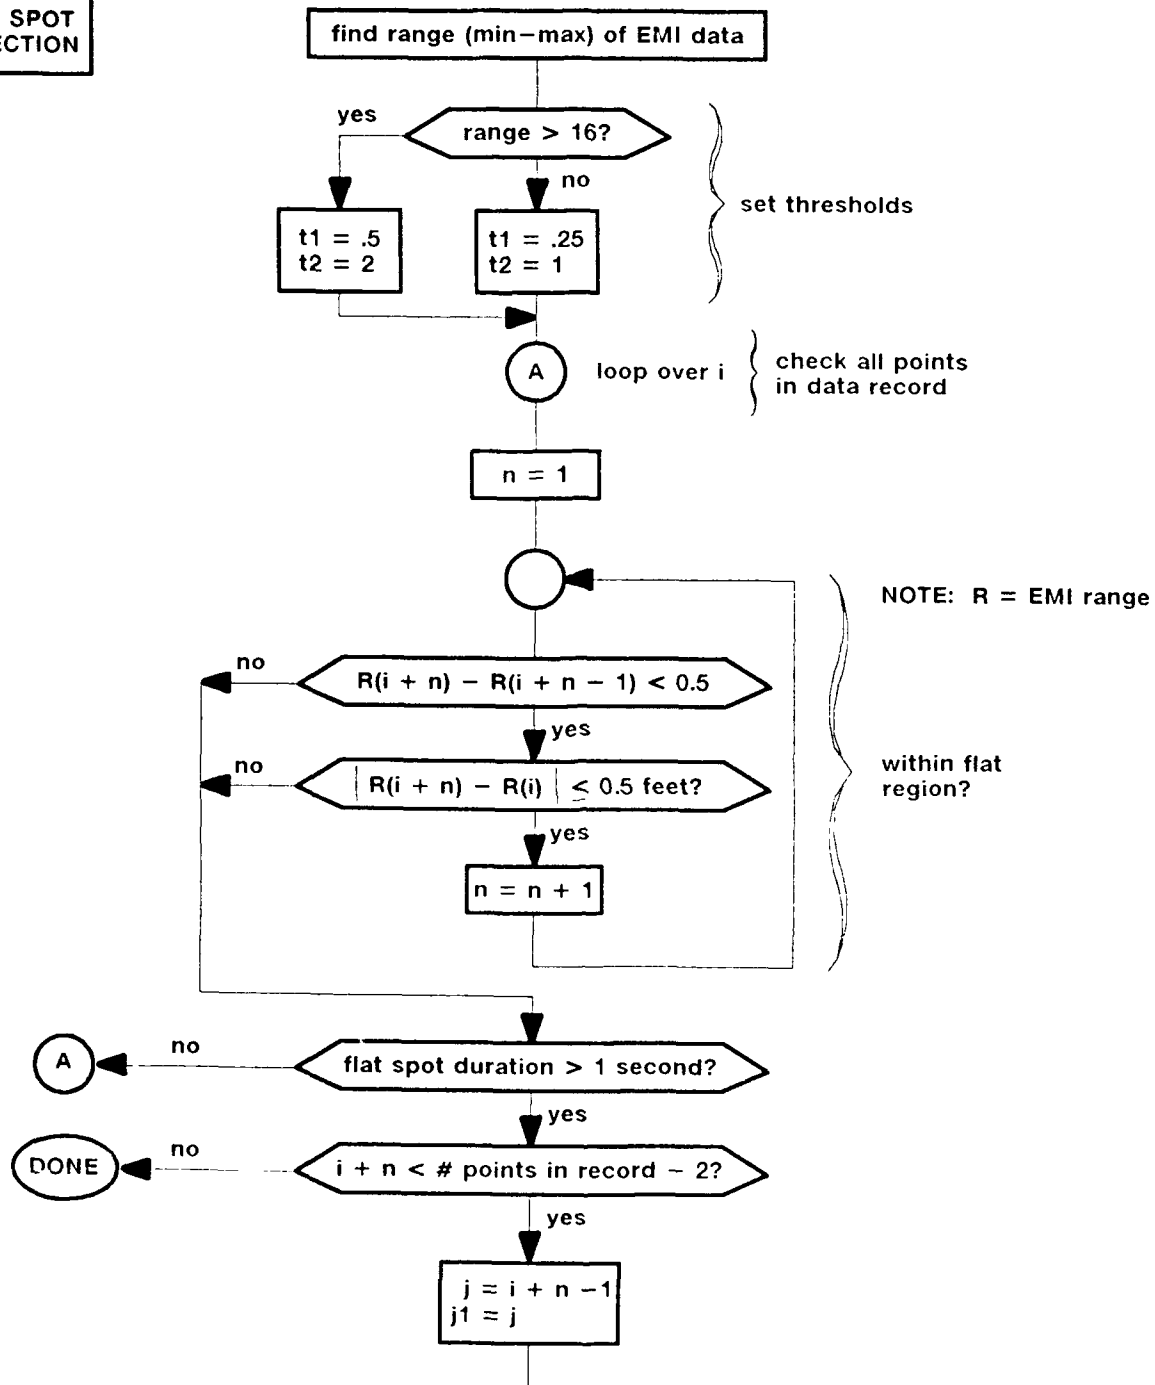 SPOT
ECTION
find range (min–max) of EMI data
yes
range > 16?
no
set thresholds
t1 = .5
t2 = 2
t1 = .25
t2 = 1
A
loop over i
check all points
in data record
n = 1
NOTE: R = EMI range
no
R(i + n) – R(i + n – 1) < 0.5
yes
no
| R(i + n) – R(i) | ≤ 0.5 feet?
within flat
region?
yes
n = n + 1
A
no
flat spot duration > 1 second?
yes
DONE
no
i + n < # points in record – 2?
yes
j = i + n –1
j1 = j